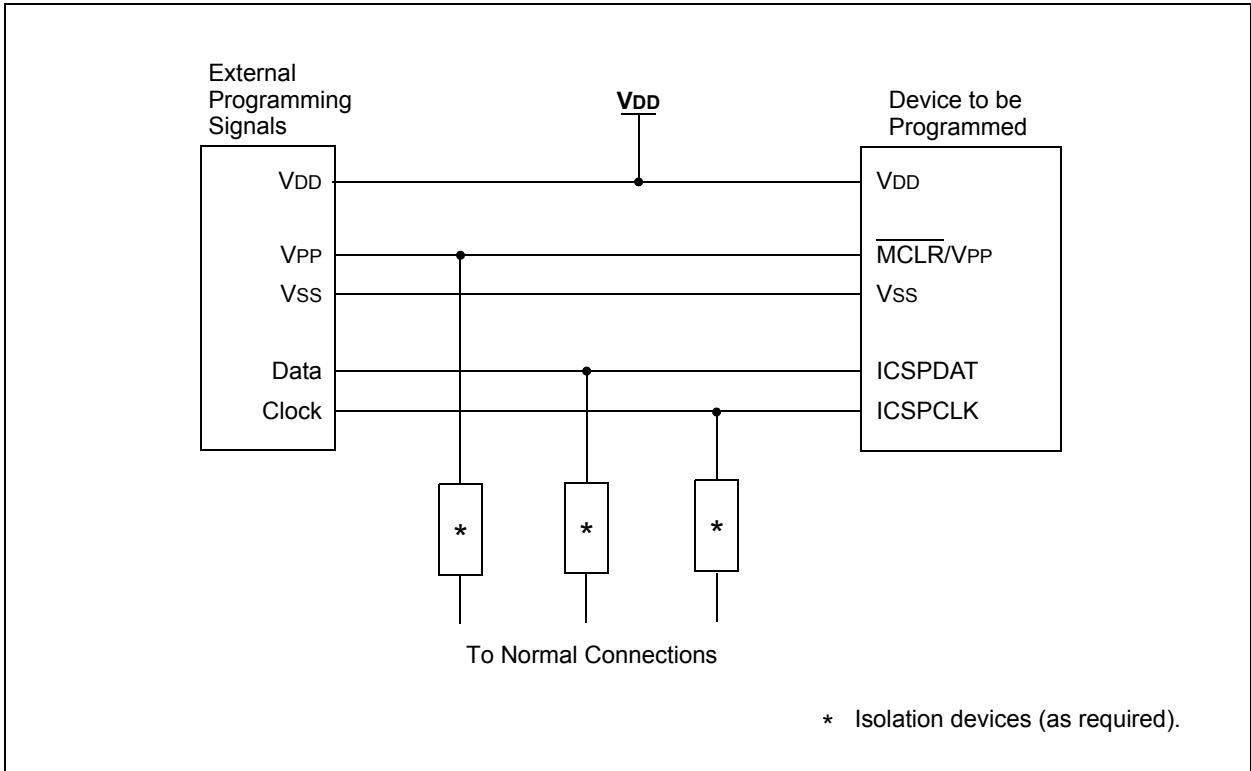 External
Programming
Signals
VDD
Device to be
Programmed
VDD
VDD
VPP
MCLR/VPP
VSS
VSS
Data
ICSPDAT
Clock
ICSPCLK
* * *
To Normal Connections
* Isolation devices (as required).